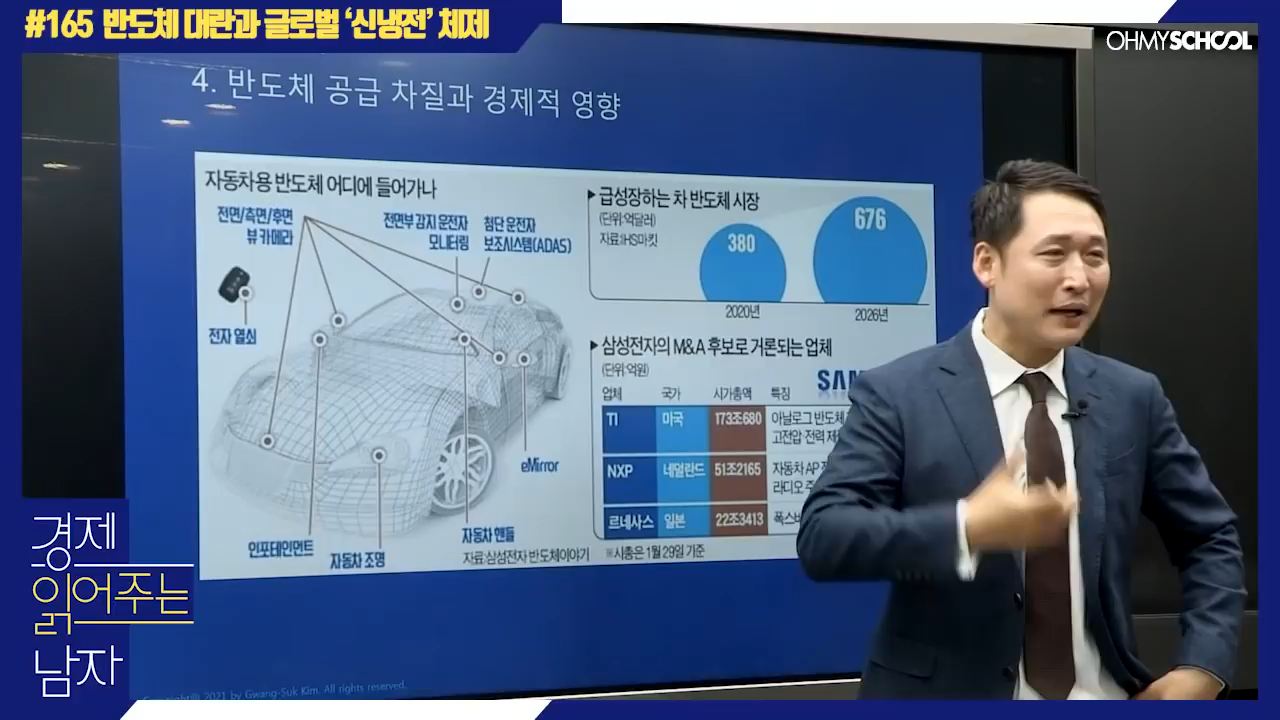 #165 반도체 대란과 글로벌 ‘신냉전’ 체제
OHMYSCHOOL
4. 반도체 공급 차질과 경제적 영향
자동차용 반도체 어디에 들어가나
전면/측면/후면
뷰 카메라
전면부 감지 운전자
모니터링
첨단 운전자
보조시스템(ADAS)
전자 열쇠
eMirror
인포테인먼트
자동차 조명
자동차 핸들
자료:삼성전자 반도체이야기
▶급성장하는 차 반도체 시장
(단위:억달러)
자료:IHS마킷
380
676
2020년
2026년
▶삼성전자의 M&A 후보로 거론되는 업체
(단위:억원)
업체 국가 시가총액 특징
TI 미국 173조680 아날로그 반도체
고전압·전력
NXP 네덜란드 51조2165 자동차 AP
라디오
르네사스 일본 22조3413
※시총은 1월 29일 기준
경제
읽어주는
남자
Copyright© 2021 by Gwang-Suk Kim. All rights reserved.